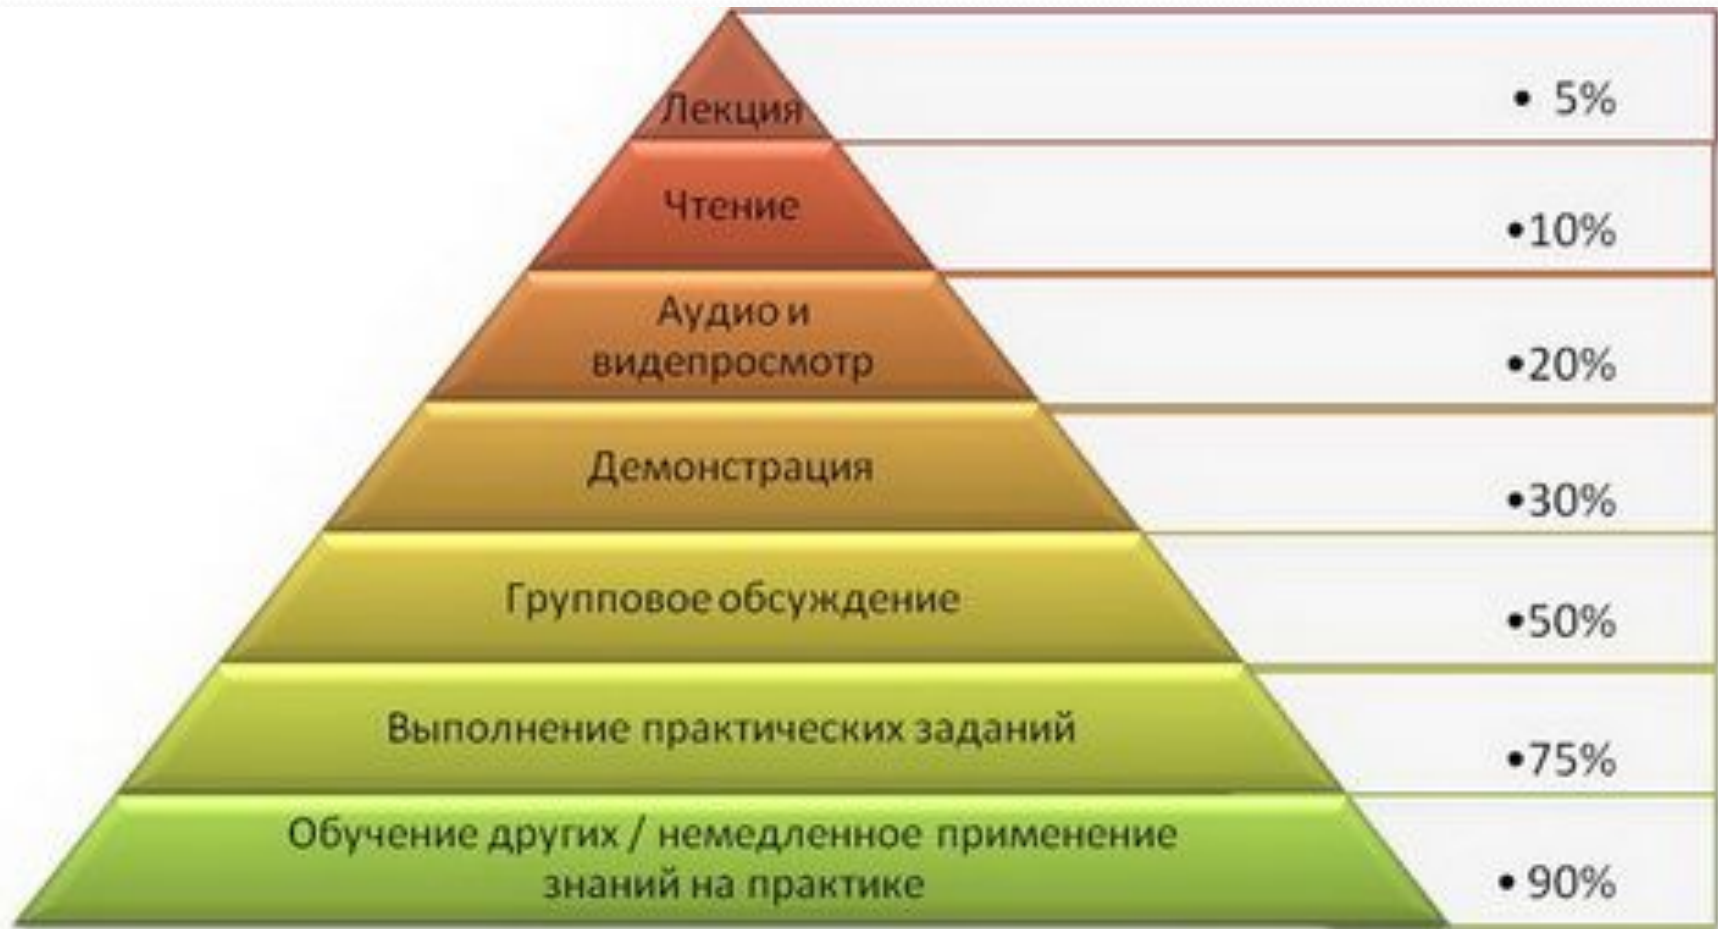 Лекция
• 5%
Чтение
•10%
Аудио и
видепросмотр
•20%
Демонстрация
•30%
Групповое обсуждение
•50%
Выполнение практических заданий
•75%
Обучение других / немедленное применение
знаний на практике
• 90%